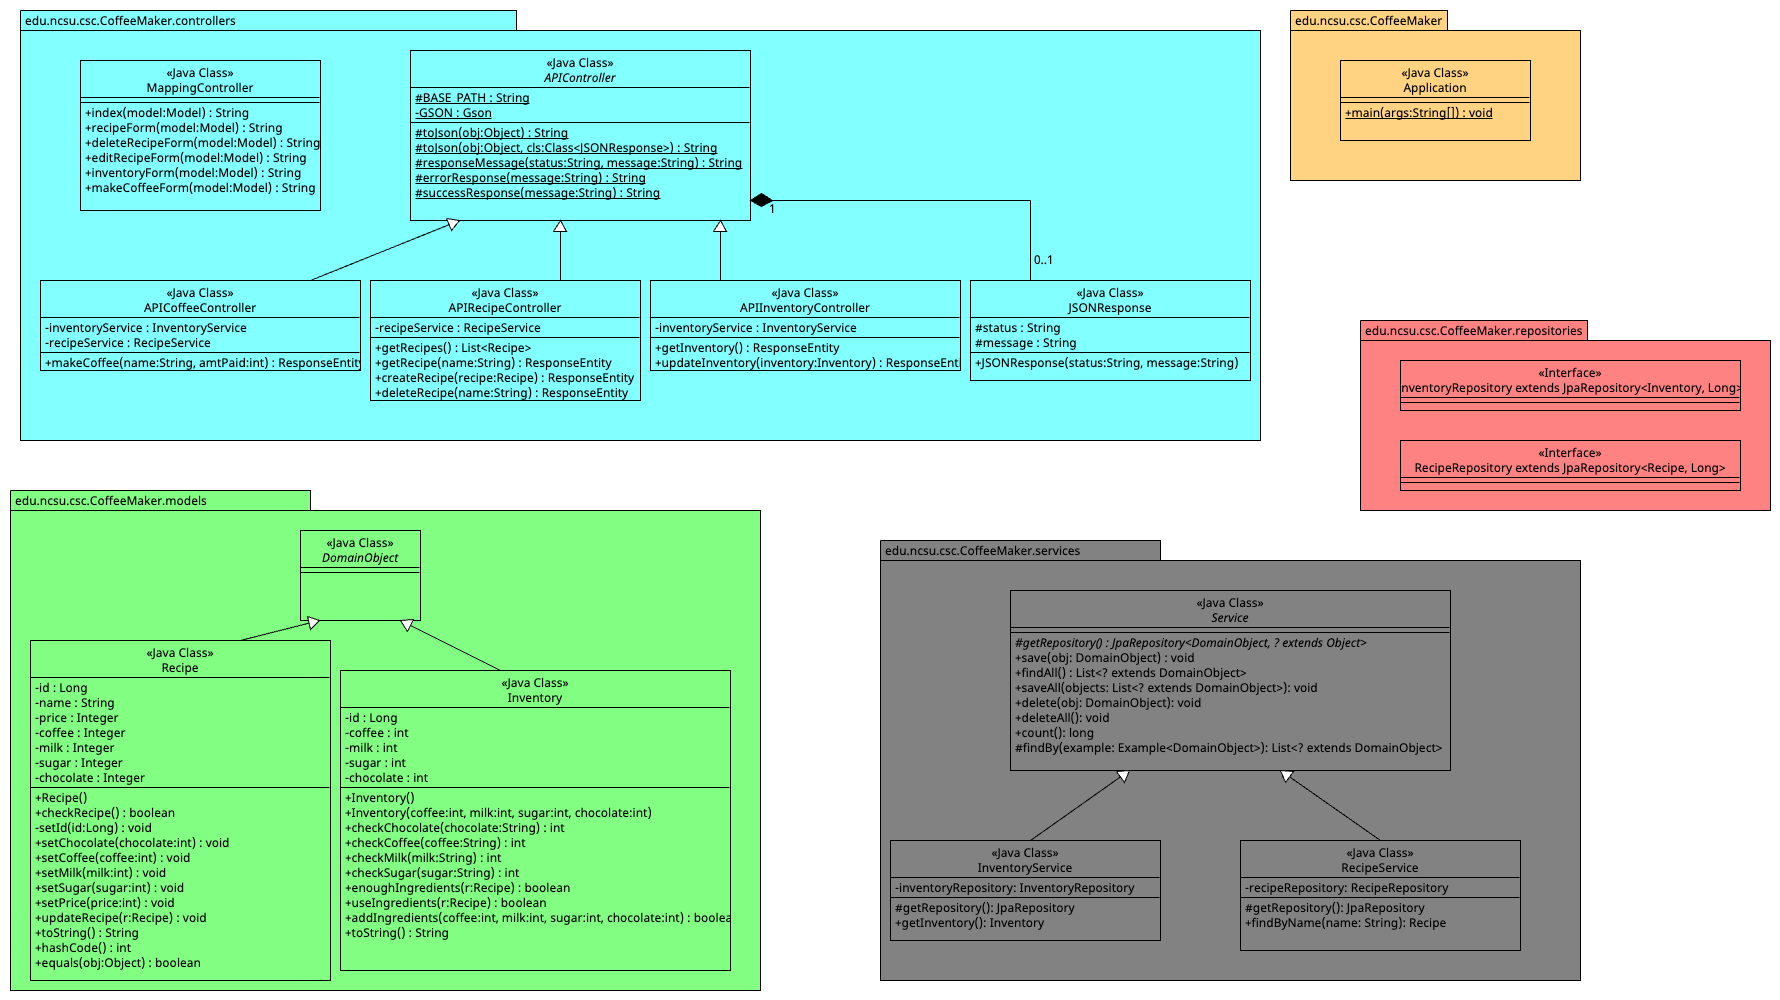 edu.ncsu.csc.CoffeeMaker.controllers
«Java Class»
MappingController
+index(model:Model) : String
+recipeForm(model:Model) : String
+deleteRecipeForm(model:Model) : String
+editRecipeForm(model:Model) : String
+inventoryForm(model:Model) : String
+makeCoffeeForm(model:Model) : String
«Java Class»
APIController
#BASE_PATH : String
-GSON : Gson
#toJson(obj:Object) : String
#toJson(obj:Object, cls:Class<JSONResponse>) : String
#responseMessage(status:String, message:String) : String
#errorResponse(message:String) : String
#successResponse(message:String) : String
1
0..1
«Java Class»
APICoffeeController
-inventoryService : InventoryService
-recipeService : RecipeService
+makeCoffee(name:String, amtPaid:int) : ResponseEntity
«Java Class»
APIRecipeController
-recipeService : RecipeService
+getRecipes() : List<Recipe>
+getRecipe(name:String) : ResponseEntity
+createRecipe(recipe:Recipe) : ResponseEntity
+deleteRecipe(name:String) : ResponseEntity
«Java Class»
APIInventoryController
-inventoryService : InventoryService
+getInventory() : ResponseEntity
+updateInventory(inventory:Inventory) : ResponseEnti
«Java Class»
JSONResponse
#status : String
#message : String
+JSONResponse(status:String, message:String)
edu.ncsu.csc.CoffeeMaker
«Java Class»
Application
+main(args:String[]) : void
edu.ncsu.csc.CoffeeMaker.repositories
«Interface»
nventoryRepository extends JpaRepository<Inventory, Long>
«Interface»
RecipeRepository extends JpaRepository<Recipe, Long>
edu.ncsu.csc.CoffeeMaker.models
«Java Class»
DomainObject
«Java Class»
Recipe
-id : Long
-name : String
-price : Integer
-coffee : Integer
-milk : Integer
-sugar : Integer
-chocolate : Integer
+Recipe()
+checkRecipe() : boolean
-setId(id:Long) : void
+setChocolate(chocolate:int) : void
+setCoffee(coffee:int) : void
+setMilk(milk:int) : void
+setSugar(sugar:int) : void
+setPrice(price:int) : void
+updateRecipe(r:Recipe) : void
+toString() : String
+hashCode() : int
+equals(obj:Object) : boolean
«Java Class»
Inventory
-id : Long
-coffee : int
-milk : int
-sugar : int
-chocolate : int
+Inventory()
+Inventory(coffee:int, milk:int, sugar:int, chocolate:int)
+checkChocolate(chocolate:String) : int
+checkCoffee(coffee:String) : int
+checkMilk(milk:String) : int
+checkSugar(sugar:String) : int
+enoughIngredients(r:Recipe) : boolean
+useIngredients(r:Recipe) : boolean
+addIngredients(coffee:int, milk:int, sugar:int, chocolate:int) : boolea
+toString() : String
edu.ncsu.csc.CoffeeMaker.services
«Java Class»
Service
#getRepository() : JpaRepository<DomainObject, ? extends Object>
+save(obj: DomainObject) : void
+findAll() : List<? extends DomainObject>
+saveAll(objects: List<? extends DomainObject>): void
+delete(obj: DomainObject): void
+deleteAll(): void
+count(): long
#findBy(example: Example<DomainObject>): List<? extends DomainObject>
«Java Class»
InventoryService
-inventoryRepository: InventoryRepository
#getRepository(): JpaRepository
+getInventory(): Inventory
«Java Class»
RecipeService
-recipeRepository: RecipeRepository
#getRepository(): JpaRepository
+findByName(name: String): Recipe